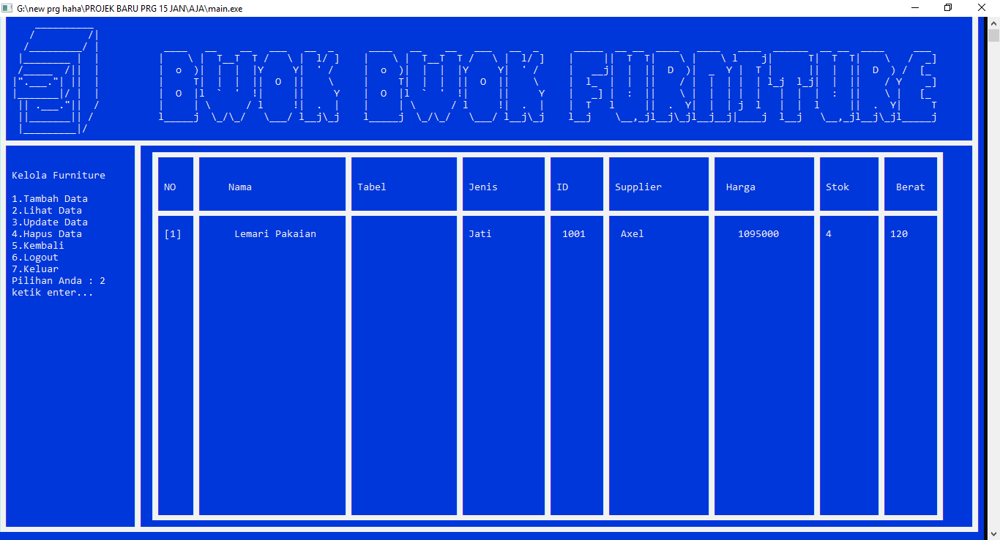 G:\new prg haha\PROJEK BARU PRG 15 JAN\AJA\main.exe
BWOK BWOK FURNITURE
Kelola Furniture
1.Tambah Data
2.Lihat Data
3.Update Data
4.Hapus Data
5.Kembali
6.Logout
7.Keluar
Pilihan Anda : 2
ketik enter...
NO Nama Tabel Jenis ID Supplier Harga Stok Berat
[1] Lemari Pakaian Jati 1001 Axel 1095000 4 120